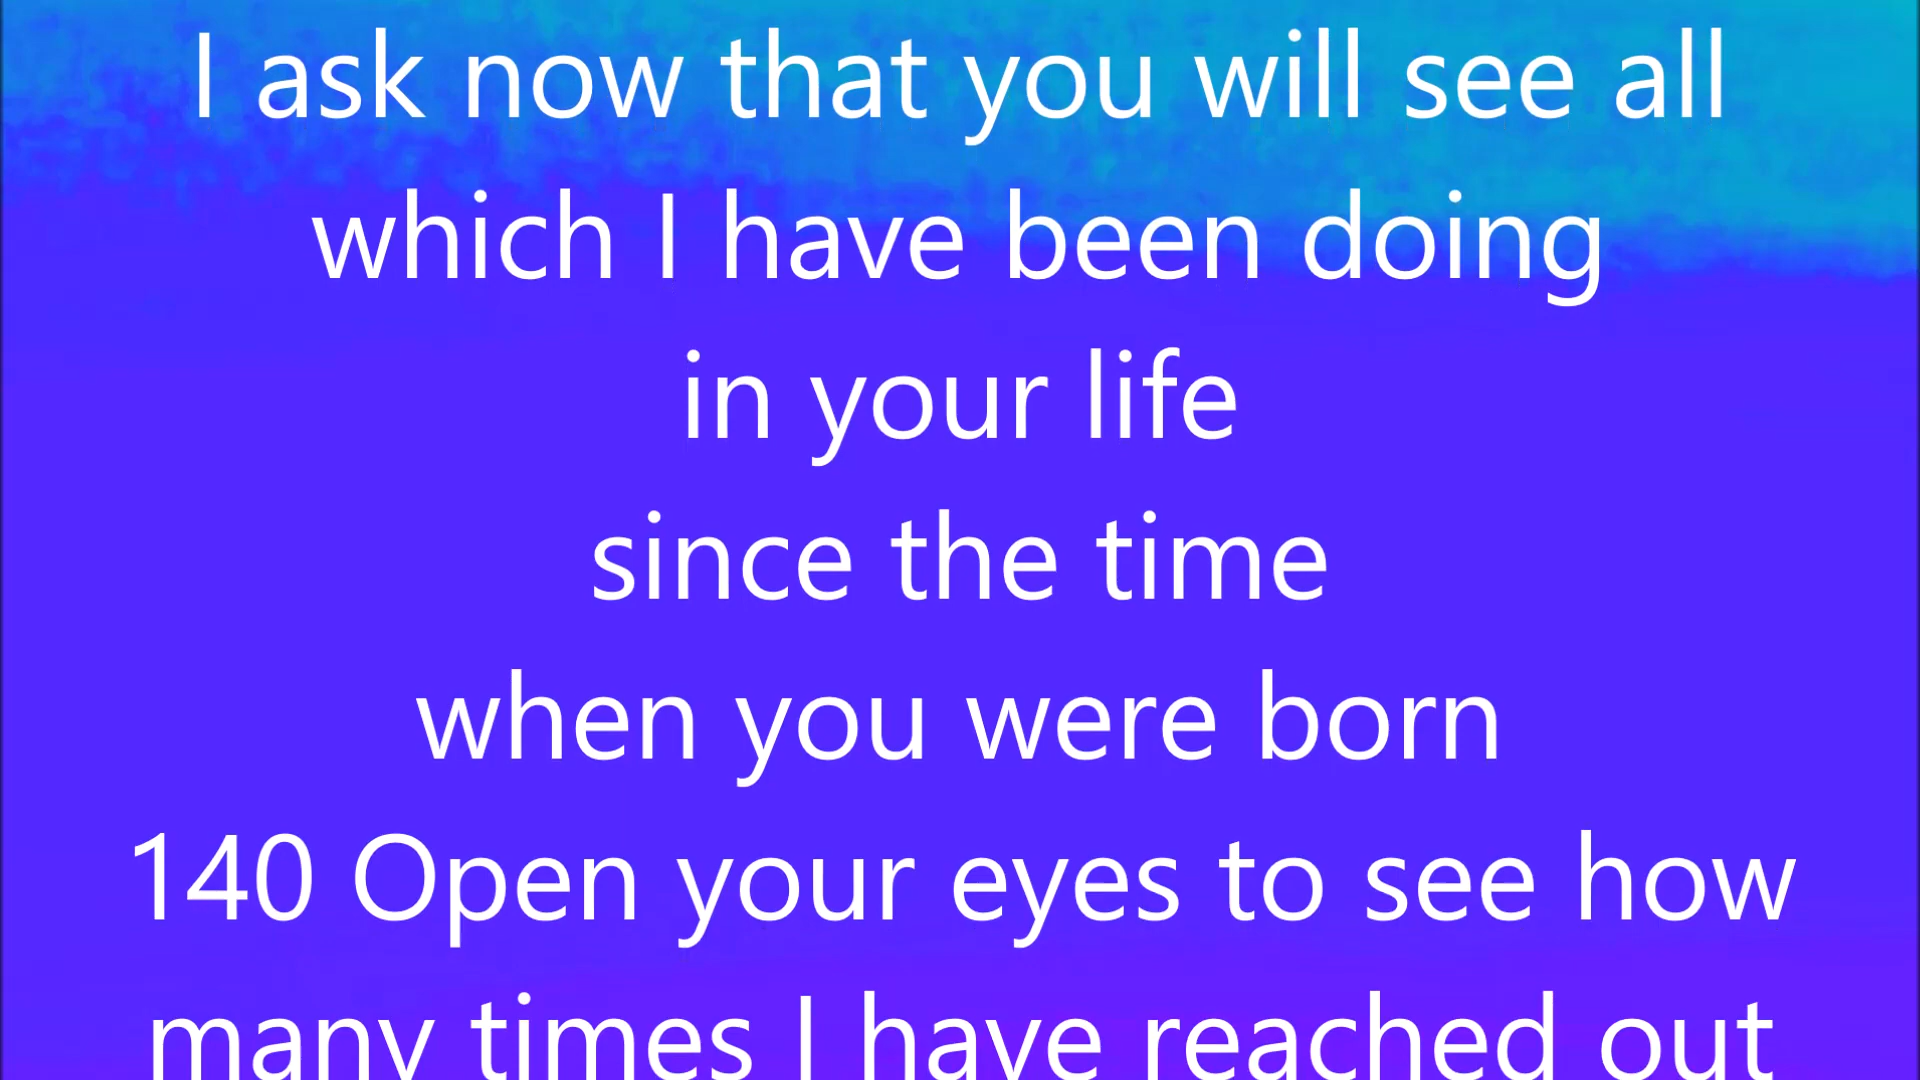 I ask now that you will see all
which I have been doing
in your life
since the time
when you were born
140 Open your eyes to see how
many times I have reached out